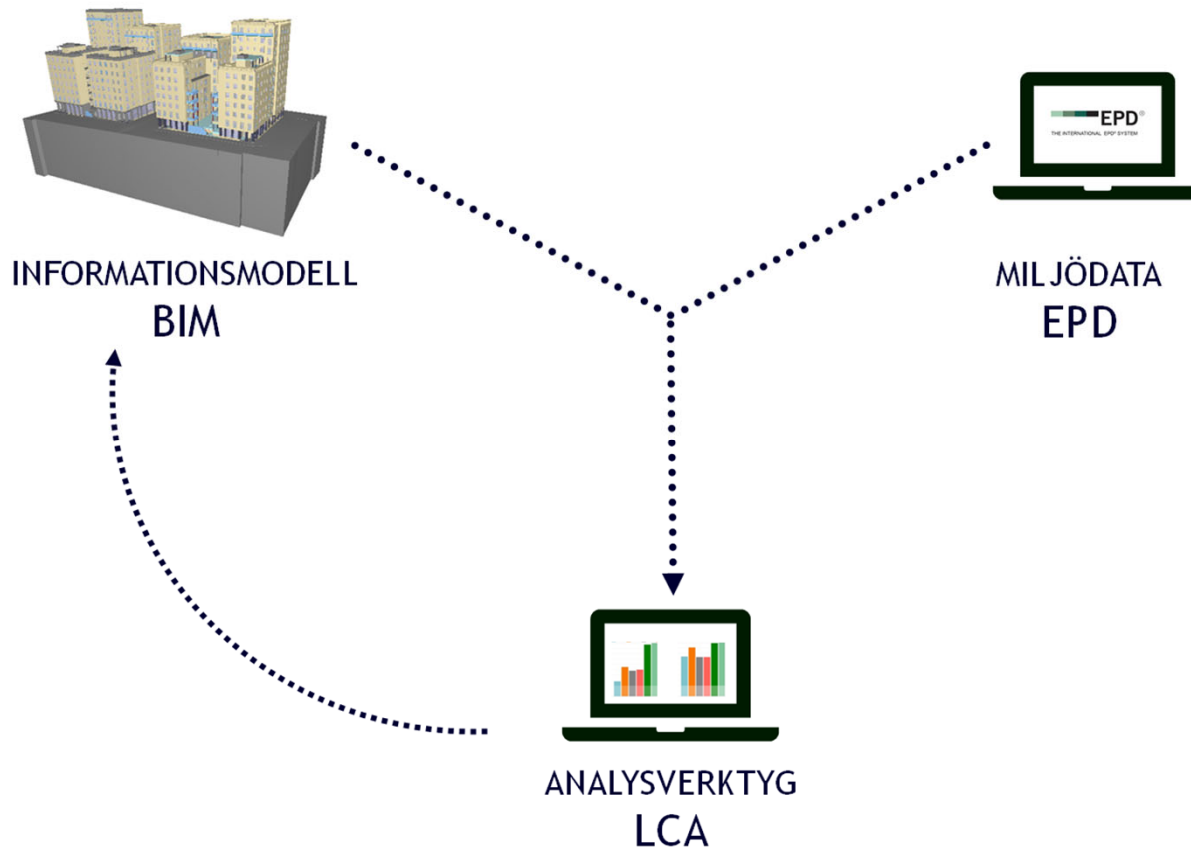 EPD®
THE INTERNATIONAL EPD® SYSTEM
INFORMATIONSMODELL
BIM
MILJÖDATA
EPD
ANALYSVERKTYG
LCA